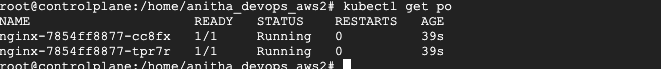 root@controlplane:/home/anitha_devops_aws2# kubectl get po
NAME                     READY   STATUS    RESTARTS   AGE
nginx-7854ff8877-cc8fx   1/1     Running   0          39s
nginx-7854ff8877-tpr7r   1/1     Running   0          39s
root@controlplane:/home/anitha_devops_aws2#